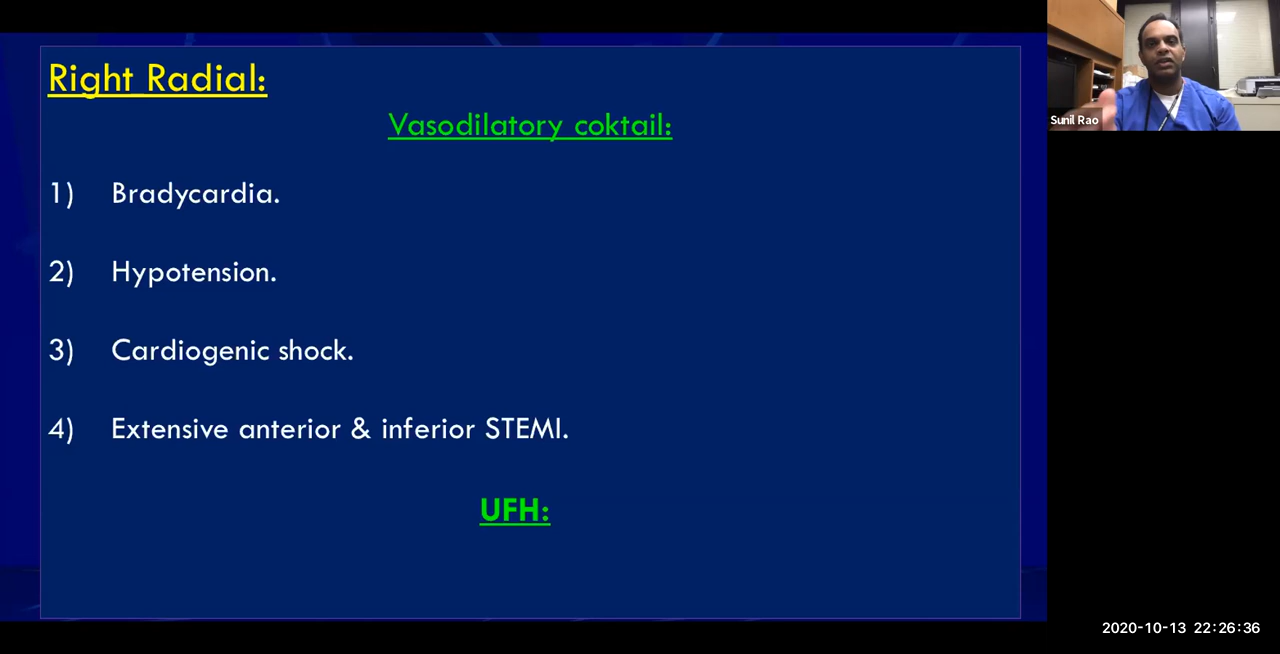 Right Radial:
Vasodilatory coktail:
1) Bradycardia.
2) Hypotension.
3) Cardiogenic shock.
4) Extensive anterior & inferior STEMI.
UFH:
Sunil Rao
2020-10-13 22:26:36